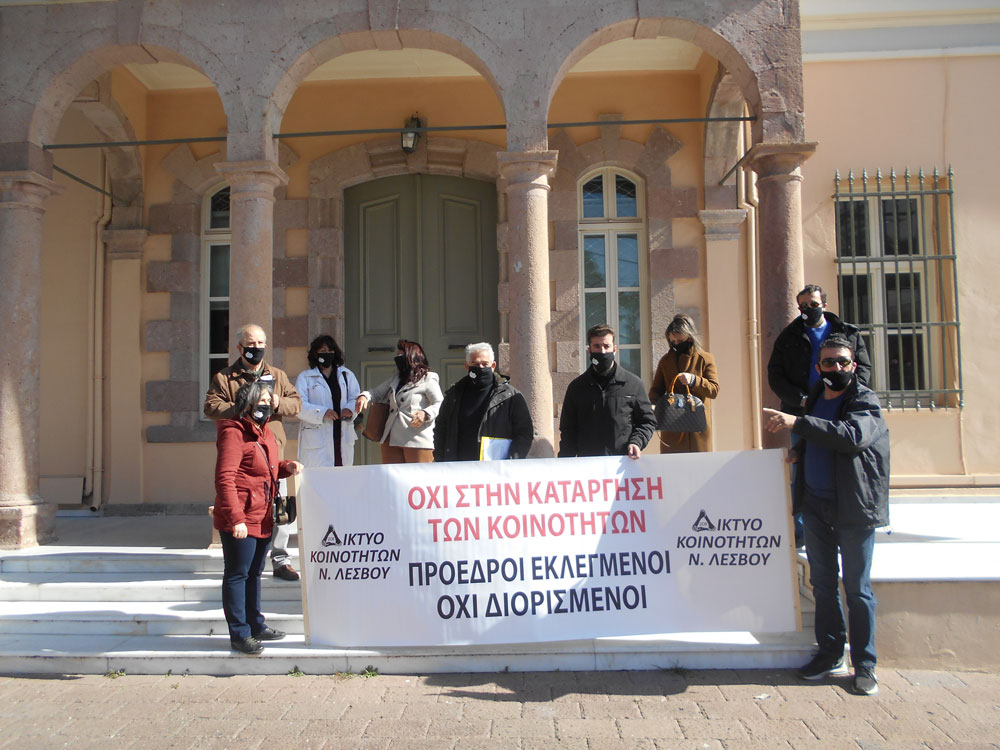 ΔΙΚΤΥΟ
ΚΟΙΝΟΤΗΤΩΝ
Ν. ΛΕΣΒΟΥ
ΟΧΙ ΣΤΗΝ ΚΑΤΑΡΓΗΣΗ
ΤΩΝ ΚΟΙΝΟΤΗΤΩΝ
ΠΡΟΕΔΡΟΙ ΕΚΛΕΓΜΕΝΟΙ
ΟΧΙ ΔΙΟΡΙΣΜΕΝΟΙ
ΔΙΚΤΥΟ
ΚΟΙΝΟΤΗΤΩΝ
Ν. ΛΕΣΒΟΥ